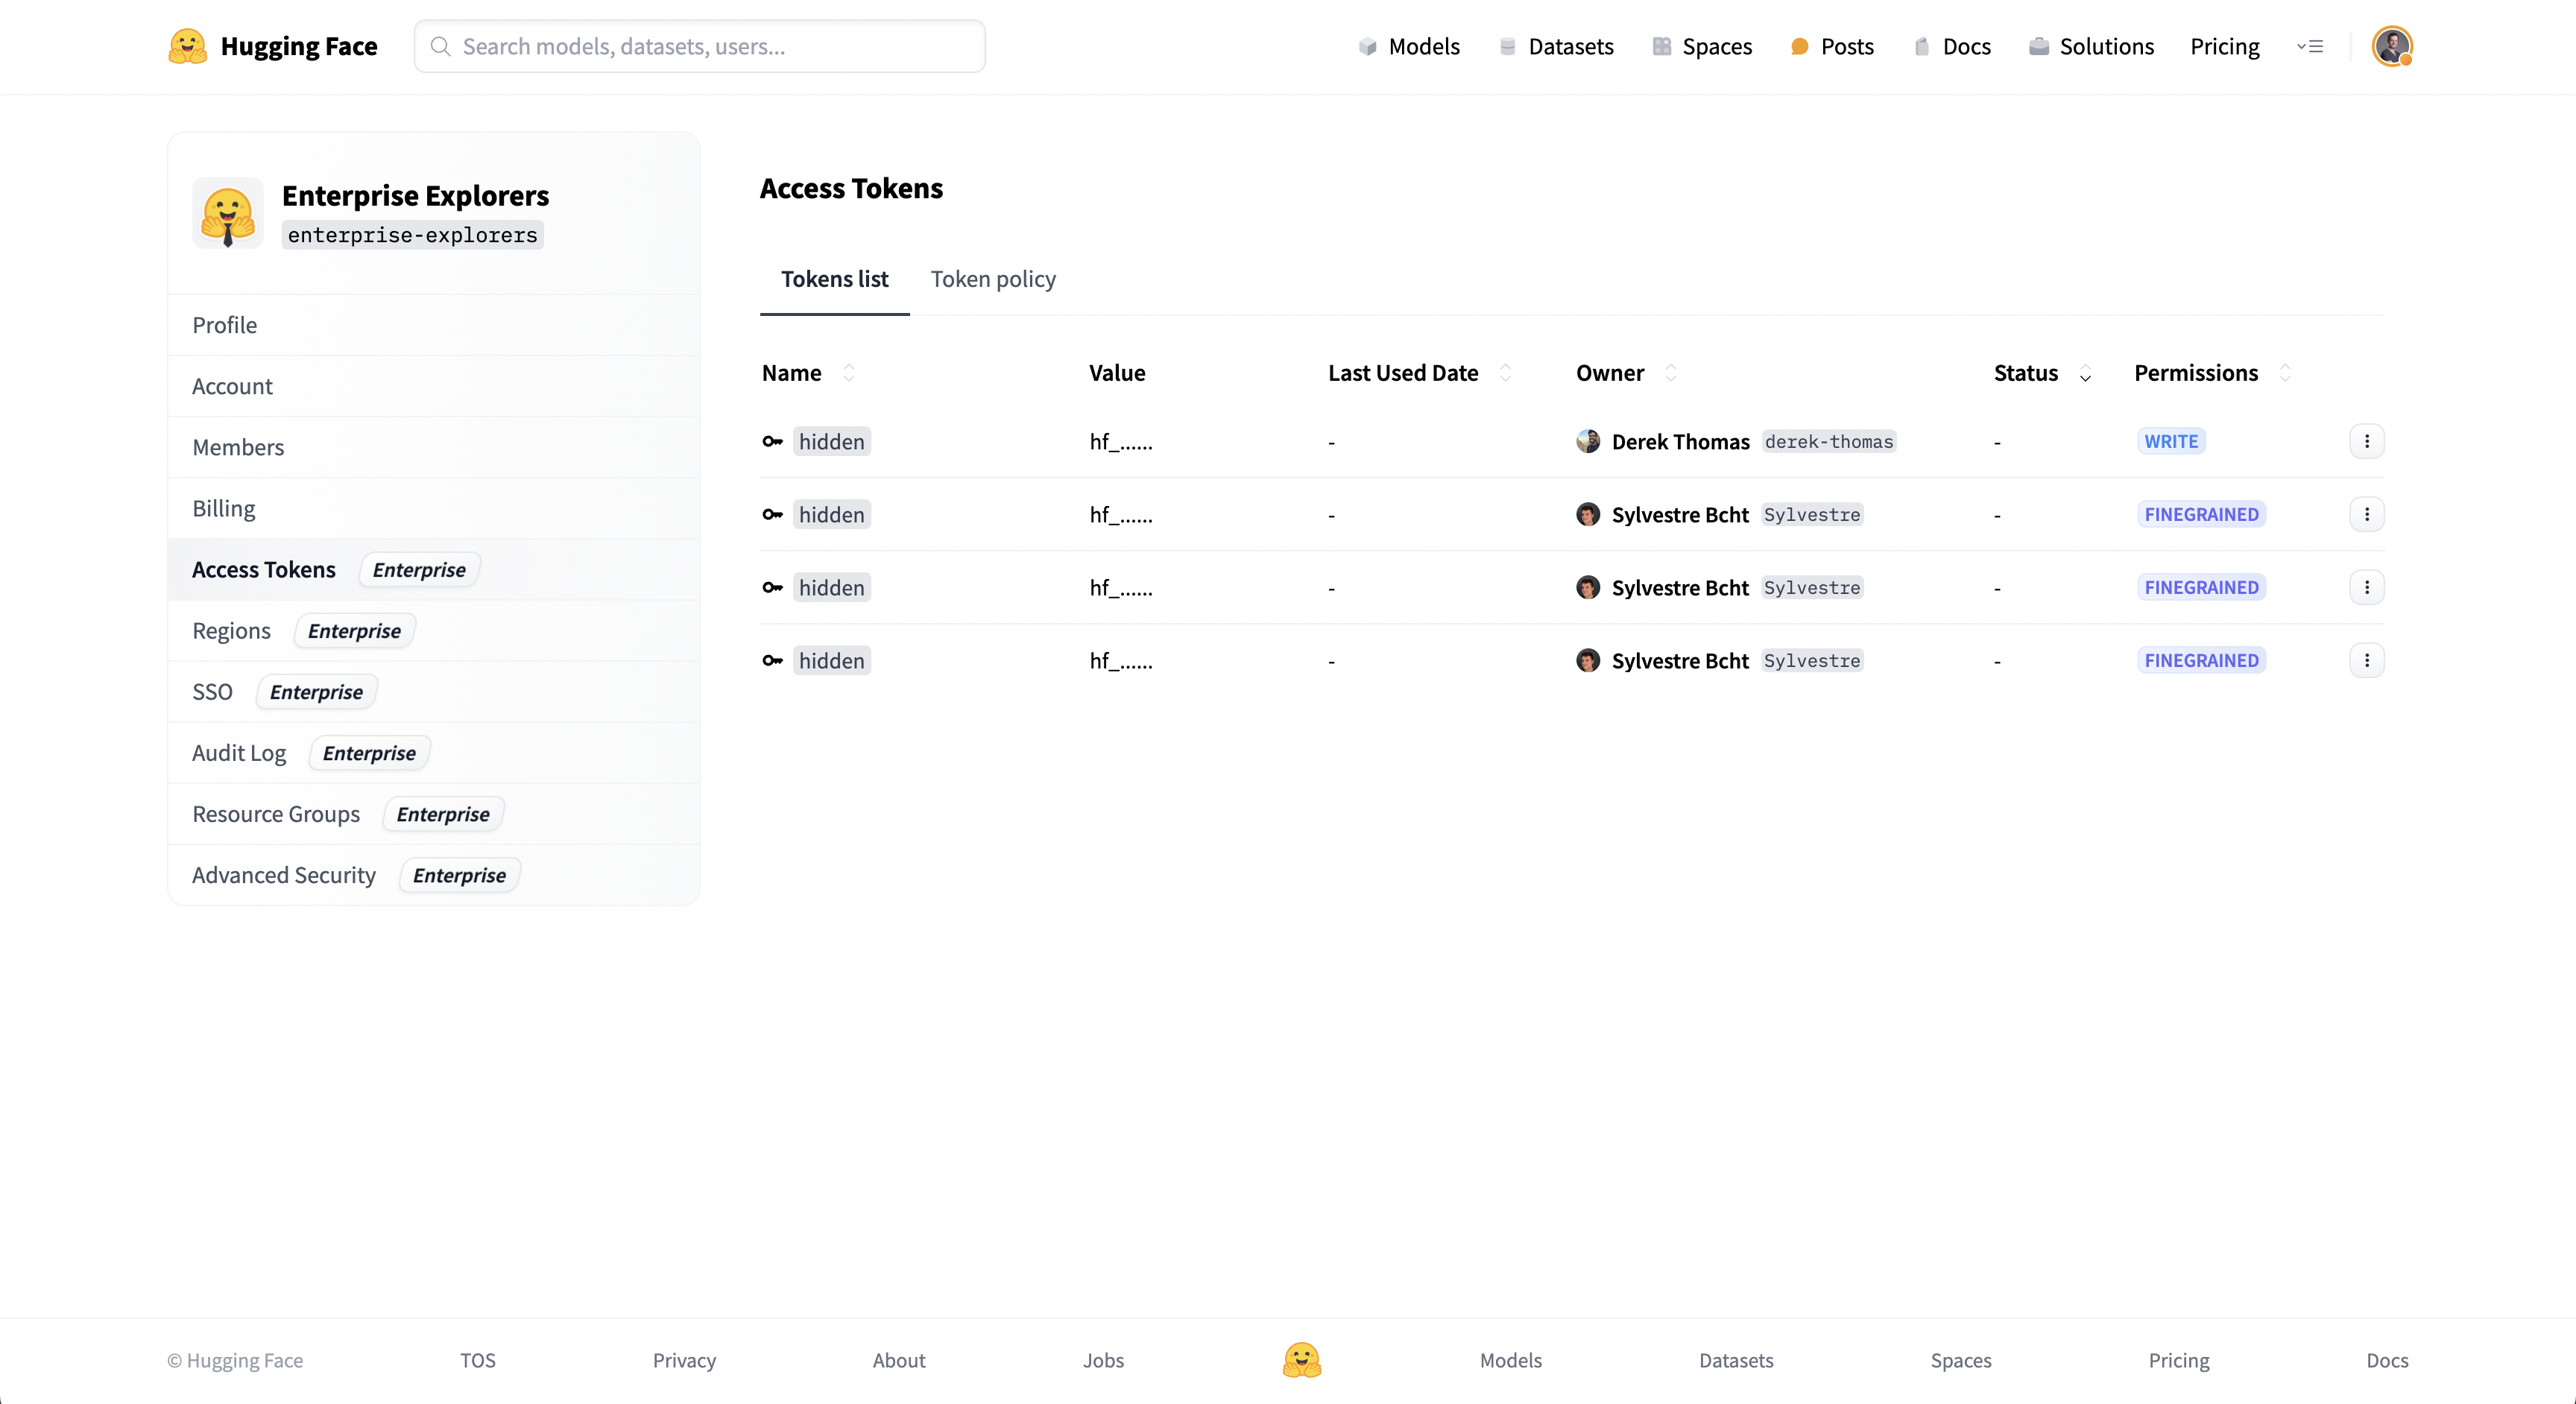 Hugging Face
Search models, datasets, users...
Models
Datasets
Spaces
Posts
Docs
Solutions
Pricing
Enterprise Explorers
enterprise-explorers
Profile
Account
Members
Billing
Access Tokens Enterprise
Regions Enterprise
SSO Enterprise
Audit Log Enterprise
Resource Groups Enterprise
Advanced Security Enterprise
Access Tokens
Tokens list Token policy
Name Value Last Used Date Owner Status Permissions
hidden hf_...... - Derek Thomas derek-thomas - WRITE
hidden hf_...... - Sylvestre Bcht Sylvestre - FINEGRAINED
hidden hf_...... - Sylvestre Bcht Sylvestre - FINEGRAINED
hidden hf_...... - Sylvestre Bcht Sylvestre - FINEGRAINED
© Hugging Face TOS Privacy About Jobs Models Datasets Spaces Pricing Docs